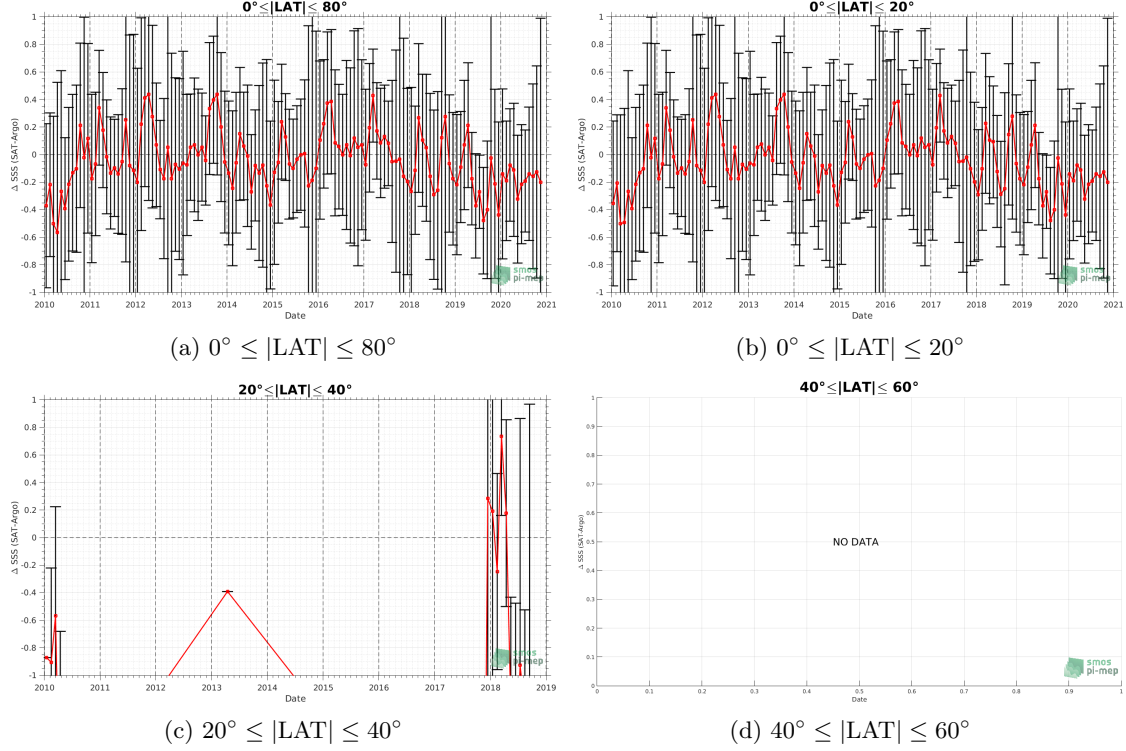 0°≤|LAT|≤ 80°
Δ SSS (SAT-Argo)
1
0.8
0.6
0.4
0.2
0
-0.2
-0.4
-0.6
-0.8
-1
2010 2011 2012 2013 2014 2015 2016 2017 2018 2019 2020 2021
Date
smos
pi-mep
(a) 0° ≤ |LAT| ≤ 80°
0°≤|LAT|≤ 20°
Δ SSS (SAT-Argo)
1
0.8
0.6
0.4
0.2
0
-0.2
-0.4
-0.6
-0.8
-1
2010 2011 2012 2013 2014 2015 2016 2017 2018 2019 2020 2021
Date
smos
pi-mep
(b) 0° ≤ |LAT| ≤ 20°
20°≤|LAT|≤ 40°
Δ SSS (SAT-Argo)
1
0.8
0.6
0.4
0.2
0
-0.2
-0.4
-0.6
-0.8
-1
2010 2011 2012 2013 2014 2015 2016 2017 2018 2019
Date
smos
pi-mep
(c) 20° ≤ |LAT| ≤ 40°
40°≤|LAT|≤ 60°
Δ SSS (SAT-Argo)
1
0.9
0.8
0.7
0.6
0.5
0.4
0.3
0.2
0.1
0
NO DATA
0 0.1 0.2 0.3 0.4 0.5 0.6 0.7 0.8 0.9 1
Date
smos
pi-mep
(d) 40° ≤ |LAT| ≤ 60°